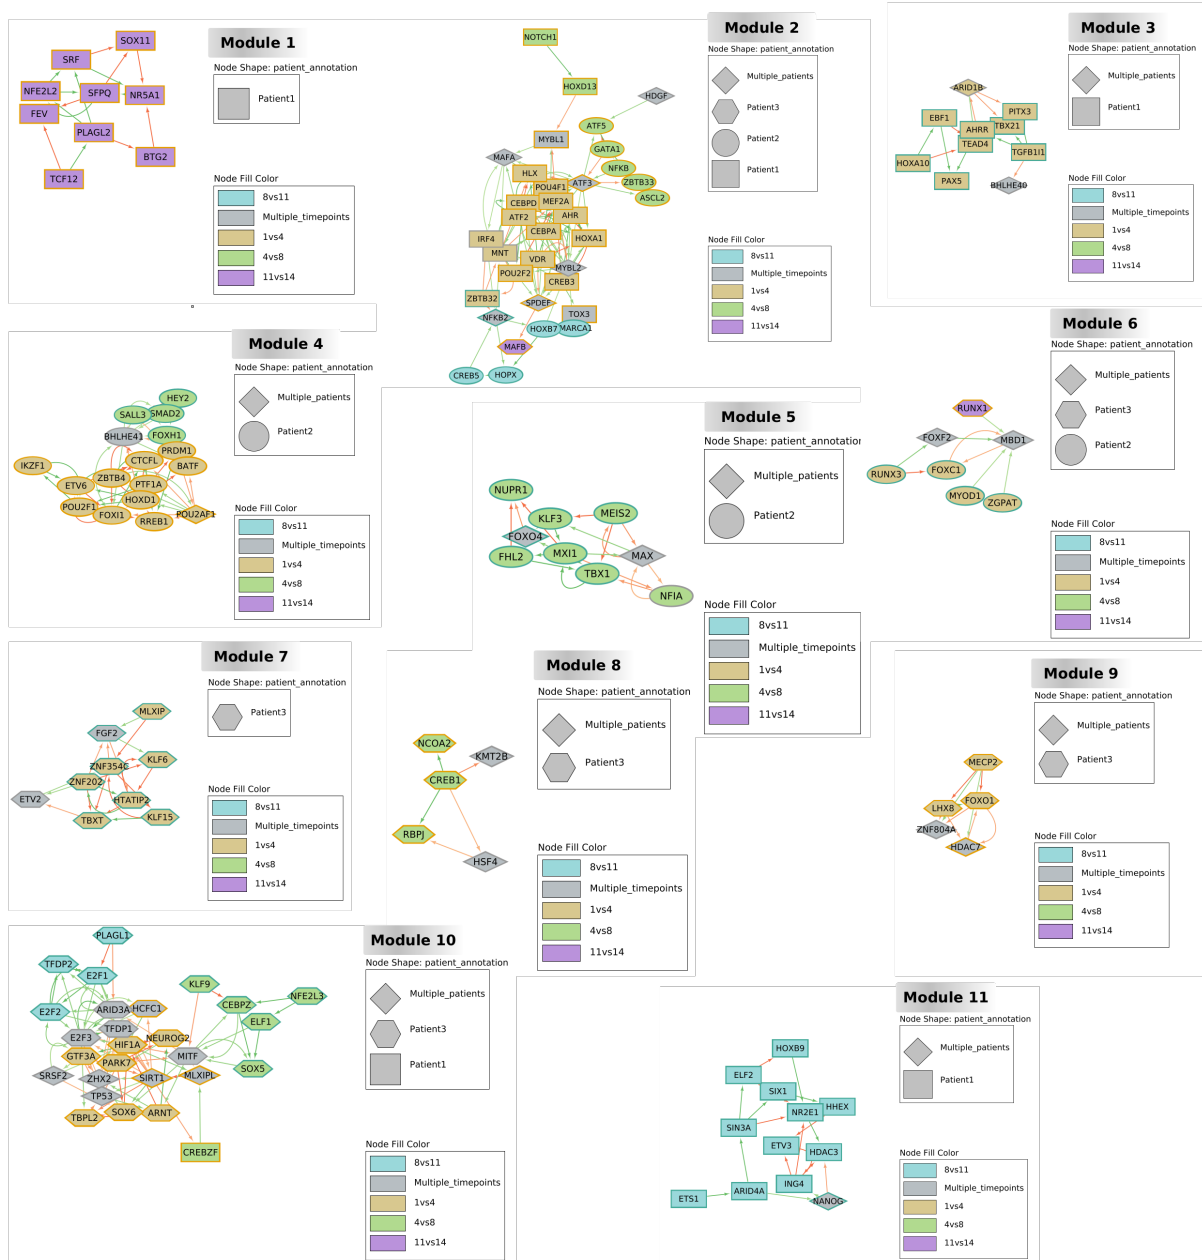 Module 1
Node Shape: patient_annotation
Patient1
Node Fill Color
8vs11
Multiple_timepoints
1vs4
4vs8
11vs14
SOX11
SRF
NFE2L2
SFPQ
NR5A1
FEV
PLAGL2
BTG2
TCF12
Module 2
Node Shape: patient_annotation
Multiple_patients
Patient3
Patient2
Patient1
Node Fill Color
8vs11
Multiple_timepoints
1vs4
4vs8
11vs14
NOTCH1
HOXD13
HDGF
ATF5
MYBL1
GATA1
MAFA
NFKB
HLX
ATF3
ZBTB33
POU4F1
ASCL2
CEBPD
MEF2A
ATF2
AHR
CEBPA
IRF4
HOXA1
MNT
VDR
MYBL2
POU2F2
CREB3
ZBTB32
SPDEF
TOX3
NFKB2
HOXB7
MARCA1
MAFB
CREB5
HOPX
Module 3
Node Shape: patient_annotation
Multiple_patients
Patient1
Node Fill Color
8vs11
Multiple_timepoints
1vs4
4vs8
11vs14
ARID1B
PITX3
EBF1
AHRR
TBX21
TEAD4
TGFB1I1
HOXA10
PAX5
BHLHE40
Module 4
Node Shape: patient_annotation
Multiple_patients
Patient2
Node Fill Color
8vs11
Multiple_timepoints
1vs4
4vs8
11vs14
HEY2
SALL3
SMAD2
BHLHE41
FOXH1
PRDM1
CTCFL
IKZF1
BATF
ZBTB4
ETV6
PTF1A
HOXD1
POU2F1
FOXI1
RREB1
POU2AF1
Module 5
Node Shape: patient_annotation
Multiple_patients
Patient2
Node Fill Color
8vs11
Multiple_timepoints
1vs4
4vs8
11vs14
NUPR1
KLF3
MEIS2
FOXO4
FHL2
MXI1
MAX
TBX1
NFIA
Module 6
Node Shape: patient_annotation
Multiple_patients
Patient3
Patient2
Node Fill Color
8vs11
Multiple_timepoints
1vs4
4vs8
11vs14
RUNX1
FOXF2
MBD1
RUNX3
FOXC1
MYOD1
ZGPAT
Module 7
Node Shape: patient_annotation
Patient3
Node Fill Color
8vs11
Multiple_timepoints
1vs4
4vs8
11vs14
MLXIP
FGF2
ZNF354C
KLF6
ZNF202
ETV2
HTATIP2
TBXT
KLF15
Module 8
Node Shape: patient_annotation
Multiple_patients
Patient3
Node Fill Color
8vs11
Multiple_timepoints
1vs4
4vs8
11vs14
NCOA2
KMT2B
CREB1
RBPJ
HSF4
Module 9
Node Shape: patient_annotation
Multiple_patients
Patient3
Node Fill Color
8vs11
Multiple_timepoints
1vs4
4vs8
11vs14
MECP2
LHX8
FOXO1
ZNF804A
HDAC7
Module 10
Node Shape: patient_annotation
Multiple_patients
Patient3
Patient1
Node Fill Color
8vs11
Multiple_timepoints
1vs4
4vs8
11vs14
PLAGL1
TFDP2
E2F1
KLF9
NFE2L3
E2F2
ARID3A
HCFC1
CEBPZ
TFDP1
ELF1
E2F3
HIF1A
NEUROG2
GTF3A
PARK7
MITF
SOX5
SRSF2
ZHX2
SIRT1
MLXIPL
TP53
TBPL2
SOX6
ARNT
CREBZF
Module 11
Node Shape: patient_annotation
Multiple_patients
Patient1
Node Fill Color
8vs11
Multiple_timepoints
1vs4
4vs8
11vs14
HOXB9
ELF2
SIX1
HHEX
NR2E1
SIN3A
ETV3
HDAC3
ING4
ETS1
ARID4A
NANOG